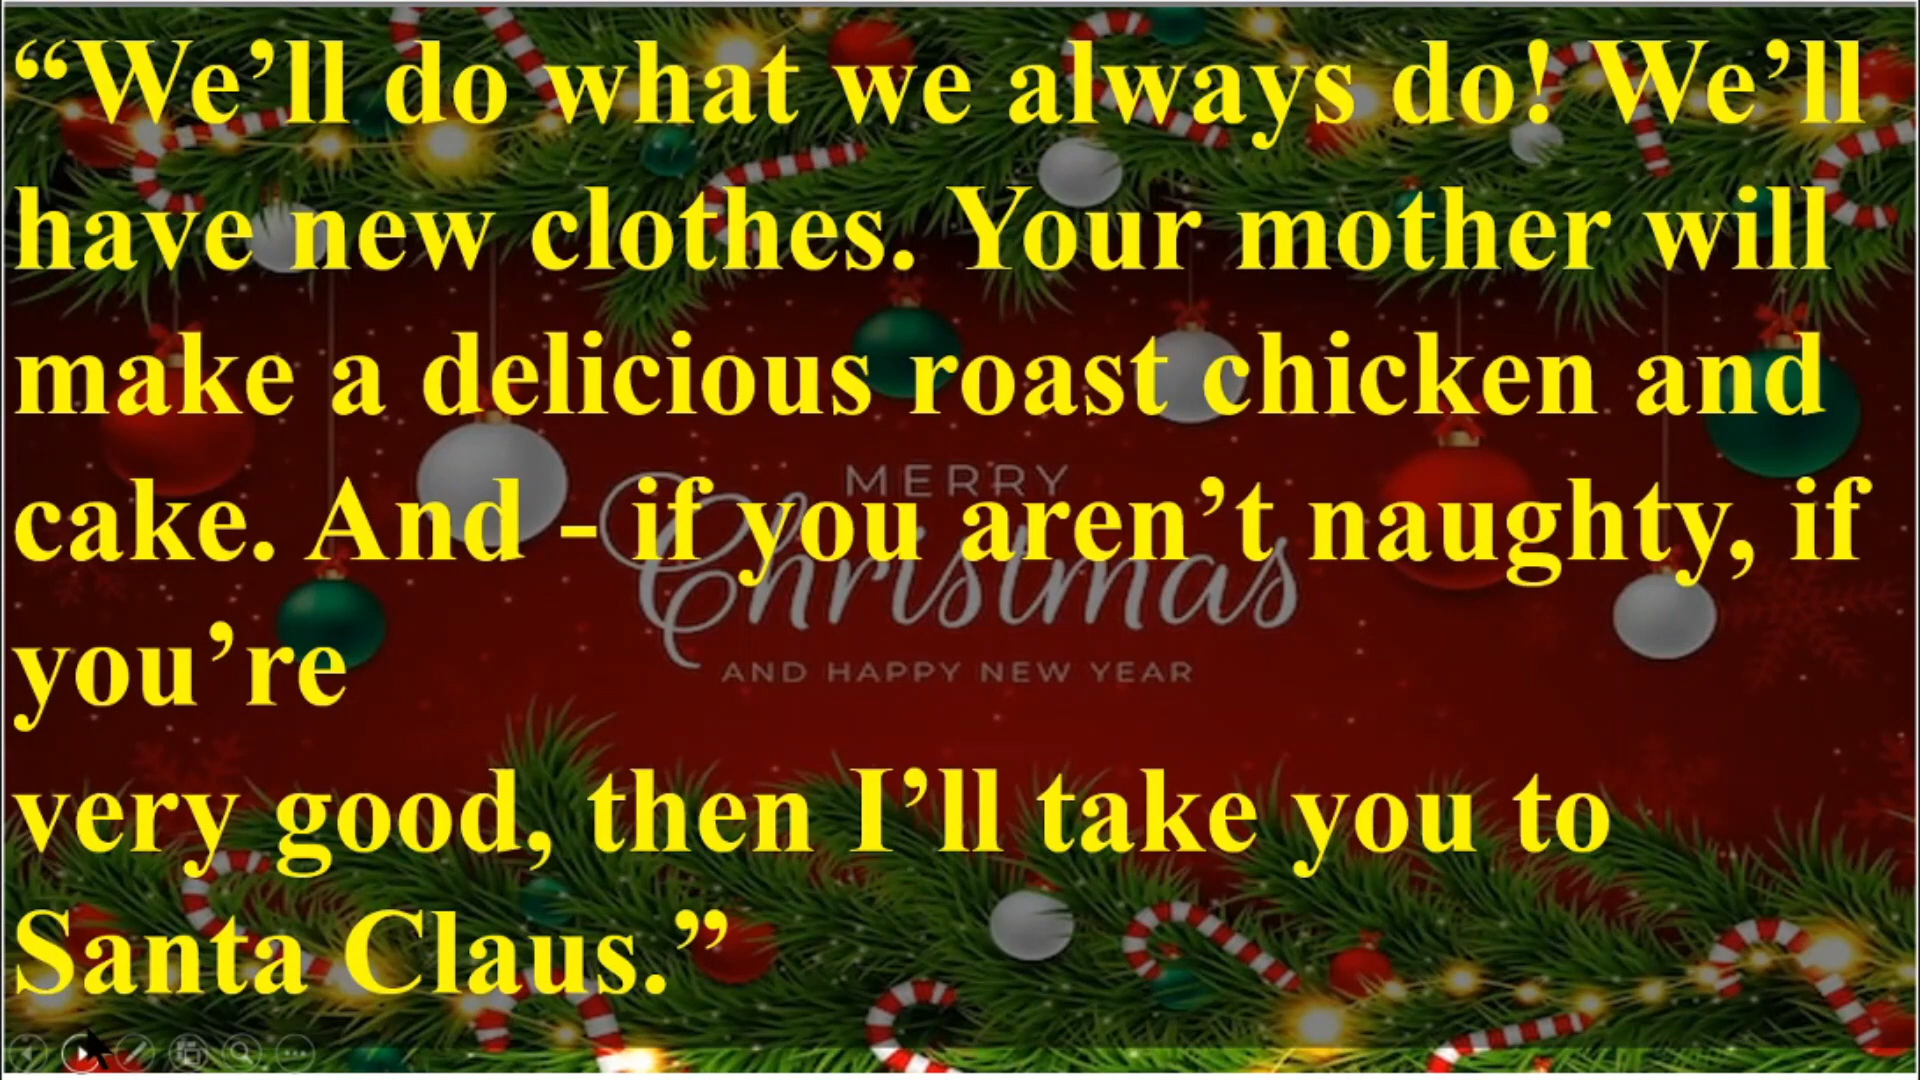 “We’ll do what we always do! We’ll
have new clothes. Your mother will
make a delicious roast chicken and
cake. And - if you aren’t naughty, if
you’re
very good, then I’ll take you to
Santa Claus.”
MERRY
Christmas
AND HAPPY NEW YEAR